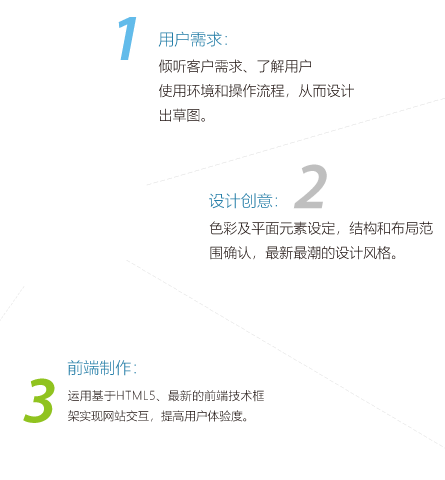 1
用户需求：
倾听客户需求、了解用户
使用环境和操作流程，从而设计
出草图。
2
设计创意：
色彩及平面元素设定，结构和布局范
围确认，最新最潮的设计风格。
3
前端制作：
运用基于HTML5、最新的前端技术框
架实现网站交互，提高用户体验度。